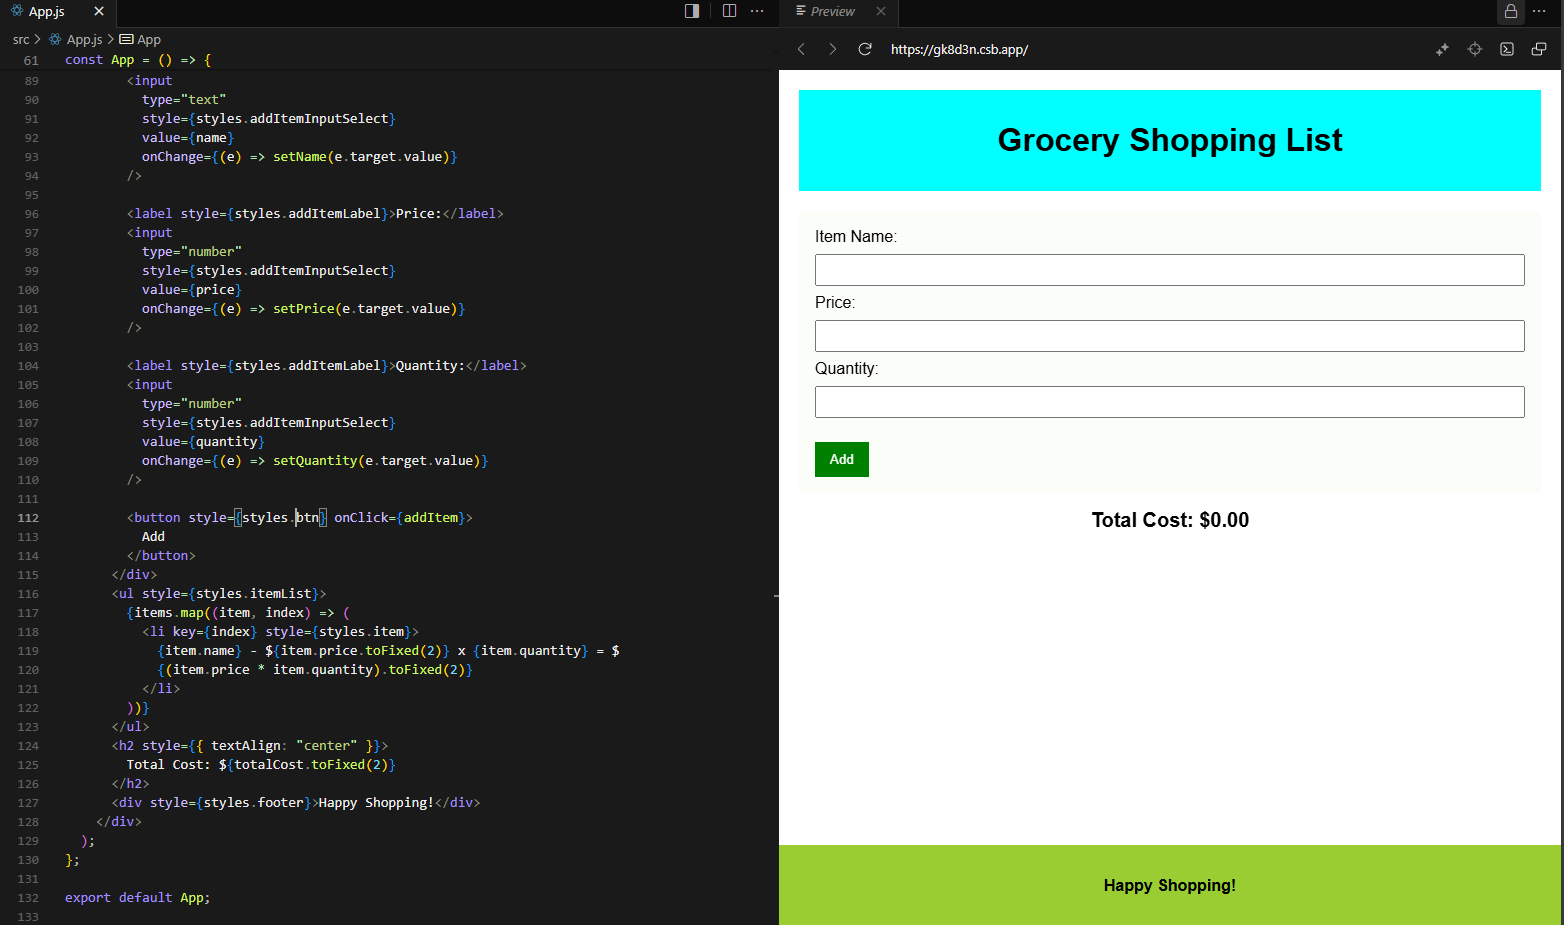 App.js
src > App.js > App
61 const App = () => {
89 <input
90 type="text"
91 style={styles.addItemInputSelect}
92 value={name}
93 onChange={(e) => setName(e.target.value)}
94 />
95
96 <label style={styles.addItemLabel}>Price:</label>
97 <input
98 type="number"
99 style={styles.addItemInputSelect}
100 value={price}
101 onChange={(e) => setPrice(e.target.value)}
102 />
103
104 <label style={styles.addItemLabel}>Quantity:</label>
105 <input
106 type="number"
107 style={styles.addItemInputSelect}
108 value={quantity}
109 onChange={(e) => setQuantity(e.target.value)}
110 />
111
112 <button style={styles.btn} onClick={addItem}>
113 Add
114 </button>
115 </div>
116 <ul style={styles.itemList}>
117 {items.map((item, index) => (
118 <li key={index} style={styles.item}>
119 {item.name} - ${item.price.toFixed(2)} x {item.quantity} = $
120 {(item.price * item.quantity).toFixed(2)}
121 </li>
122 ))}
123 </ul>
124 <h2 style={{ textAlign: "center" }}>
125 Total Cost: ${totalCost.toFixed(2)}
126 </h2>
127 <div style={styles.footer}>Happy Shopping!</div>
128 </div>
129 );
130 };
131
132 export default App;
133
Preview
https://gk8d3n.csb.app/
Grocery Shopping List
Item Name:
Price:
Quantity:
Add
Total Cost: $0.00
Happy Shopping!